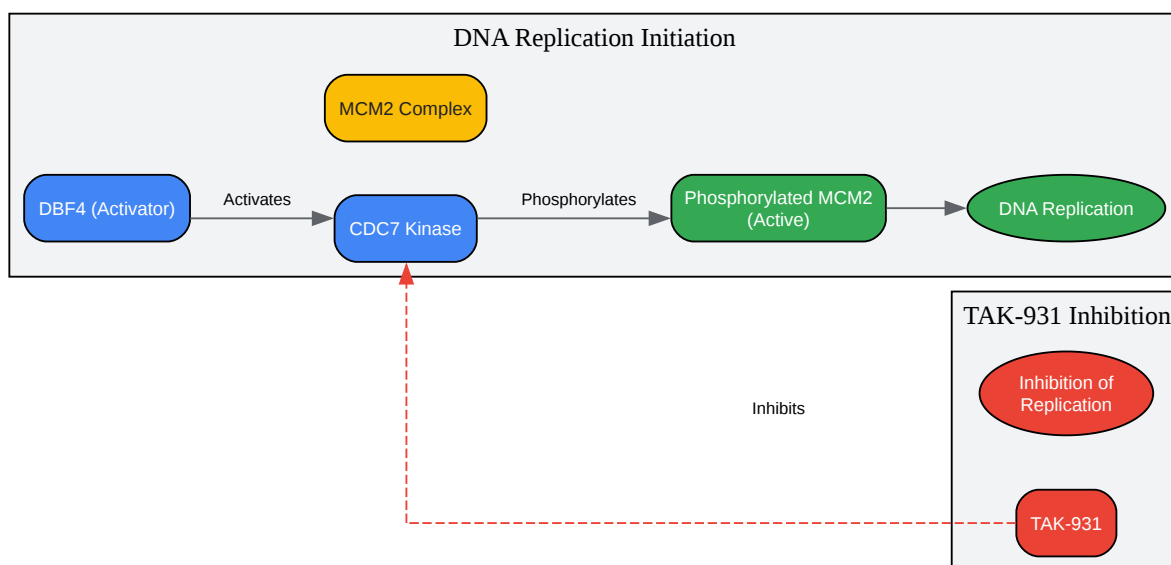 DNA Replication Initiation
MCM2 Complex
DBF4 (Activator)
Activates
CDC7 Kinase
Phosphorylates
Phosphorylated MCM2
(Active)
DNA Replication
TAK-931 Inhibition
Inhibition of
Replication
Inhibits
TAK-931